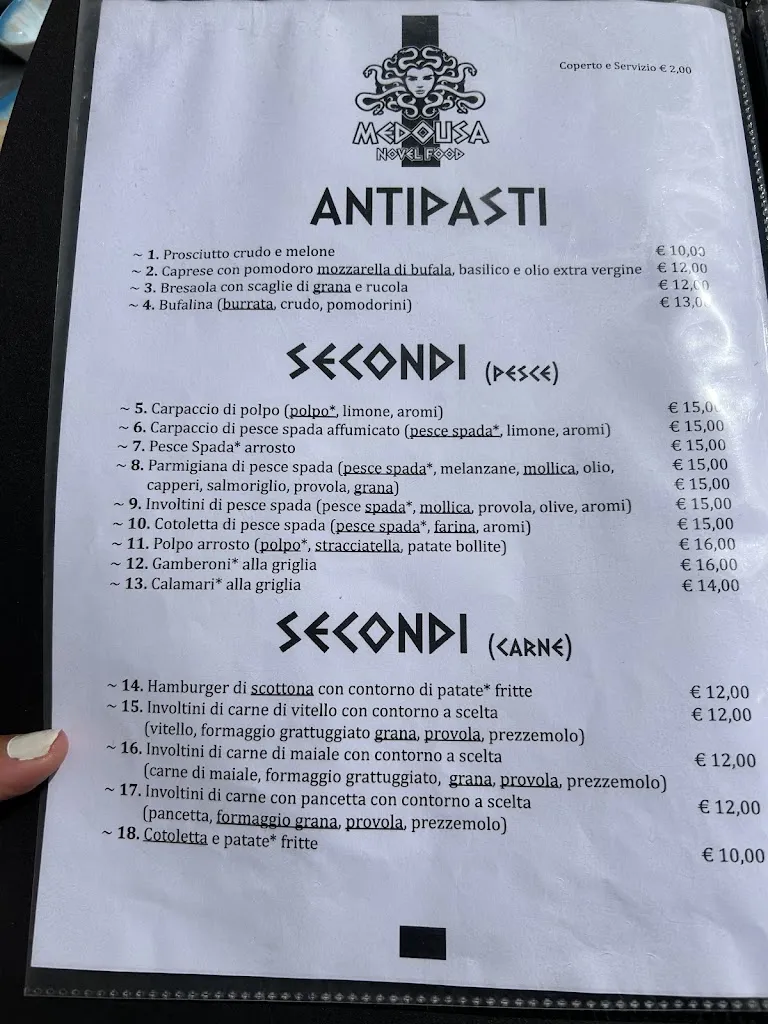 Coperto e Servizio € 2,00
MEDOUSA
NOVEL FOOD
ANTIPASTI
~ 1. Prosciutto crudo e melone € 10,00
~ 2. Caprese con pomodoro mozzarella di bufala, basilico e olio extra vergine € 12,00
~ 3. Bresaola con scaglie di grana e rucola € 12,00
~ 4. Bufalina (burrata, crudo, pomodorini) € 13,00
SECONDI (PESCE)
~ 5. Carpaccio di polpo (polpo*, limone, aromi) € 15,00
~ 6. Carpaccio di pesce spada affumicato (pesce spada*, limone, aromi) € 15,00
~ 7. Pesce Spada* arrosto € 15,00
~ 8. Parmigiana di pesce spada (pesce spada*, melanzane, mollica, olio, € 15,00
capperi, salmoriglio, provola, grana) € 15,00
~ 9. Involtini di pesce spada (pesce spada*, mollica, provola, olive, aromi) € 15,00
~ 10. Cotoletta di pesce spada (pesce spada*, farina, aromi) € 15,00
~ 11. Polpo arrosto (polpo*, stracciatella, patate bollite) € 16,00
~ 12. Gamberoni* alla griglia € 16,00
~ 13. Calamari* alla griglia € 14,00
SECONDI (CARNE)
~ 14. Hamburger di scottona con contorno di patate* fritte € 12,00
~ 15. Involtini di carne di vitello con contorno a scelta € 12,00
(vitello, formaggio grattuggiato grana, provola, prezzemolo)
~ 16. Involtini di carne di maiale con contorno a scelta € 12,00
(carne di maiale, formaggio grattuggiato, grana, provola, prezzemolo)
~ 17. Involtini di carne con pancetta con contorno a scelta € 12,00
(pancetta, formaggio grana, provola, prezzemolo)
~ 18. Cotoletta e patate* fritte € 10,00